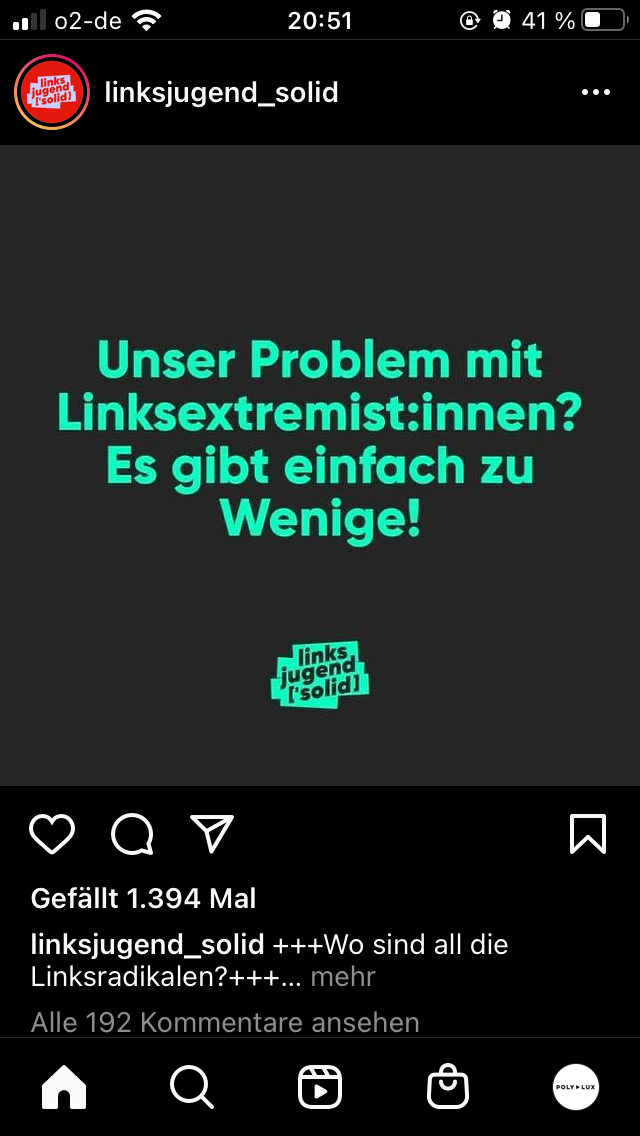 o2-de 20:51 41 %
links
jugend
['solid]
linksjugend_solid
Unser Problem mit
Linksextremist:innen?
Es gibt einfach zu
Wenige!
links
jugend
['solid]
Gefällt 1.394 Mal
linksjugend_solid +++Wo sind all die
Linksradikalen?+++... mehr
Alle 192 Kommentare ansehen
POLY▶LUX